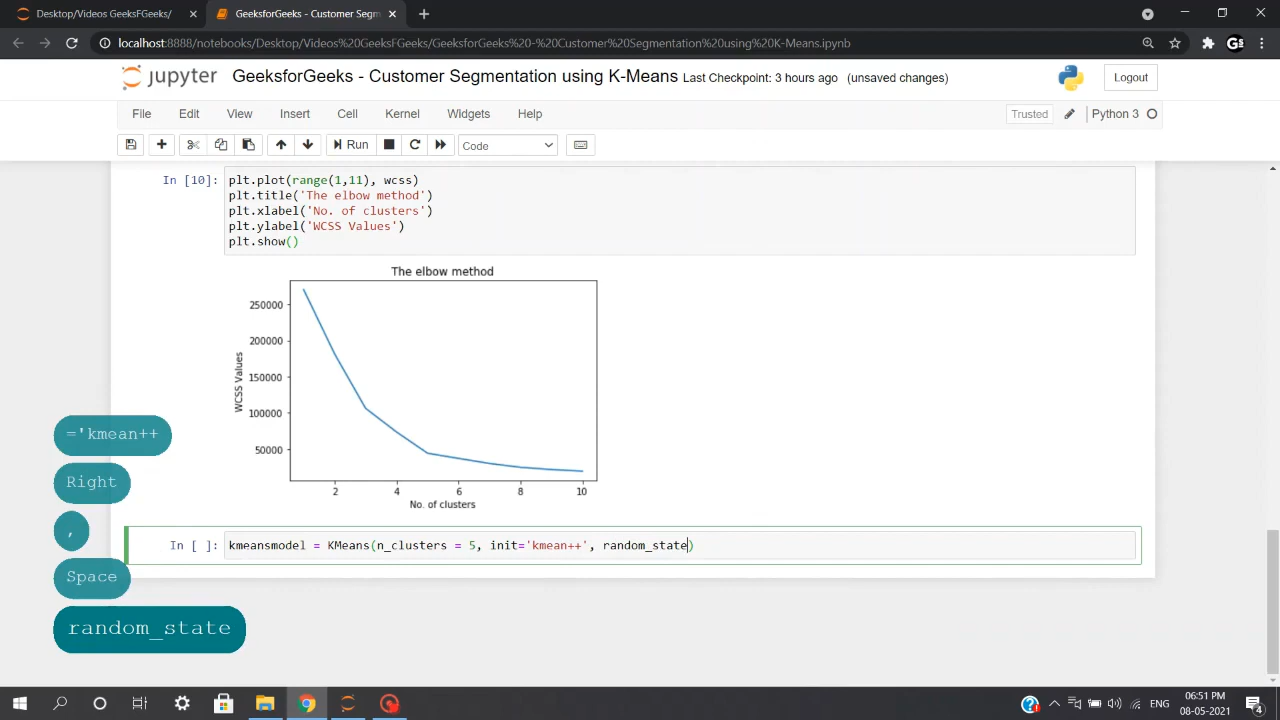 Desktop/Videos GeeksFGeeks/
GeeksforGeeks - Customer Segm
localhost:8888/notebooks/Desktop/Videos%20GeeksFGeeks/GeeksforGeeks%20-%20Customer%20Segmentation%20using%20K-Means.ipynb
jupyter GeeksforGeeks - Customer Segmentation using K-Means Last Checkpoint: 3 hours ago (unsaved changes)
Logout
File Edit View Insert Cell Kernel Widgets Help
Trusted
Python 3
Run
Code
In [10]: plt.plot(range(1,11), wcss)
plt.title('The elbow method')
plt.xlabel('No. of clusters')
plt.ylabel('WCSS Values')
plt.show()
The elbow method
250000
200000
150000
100000
50000
WCSS Values
2 4 6 8 10
No. of clusters
In [ ]: kmeansmodel = KMeans(n_clusters = 5, init='kmean++', random_state)
='kmean++
Right
,
Space
random_state
ENG
06:51 PM
08-05-2021
4